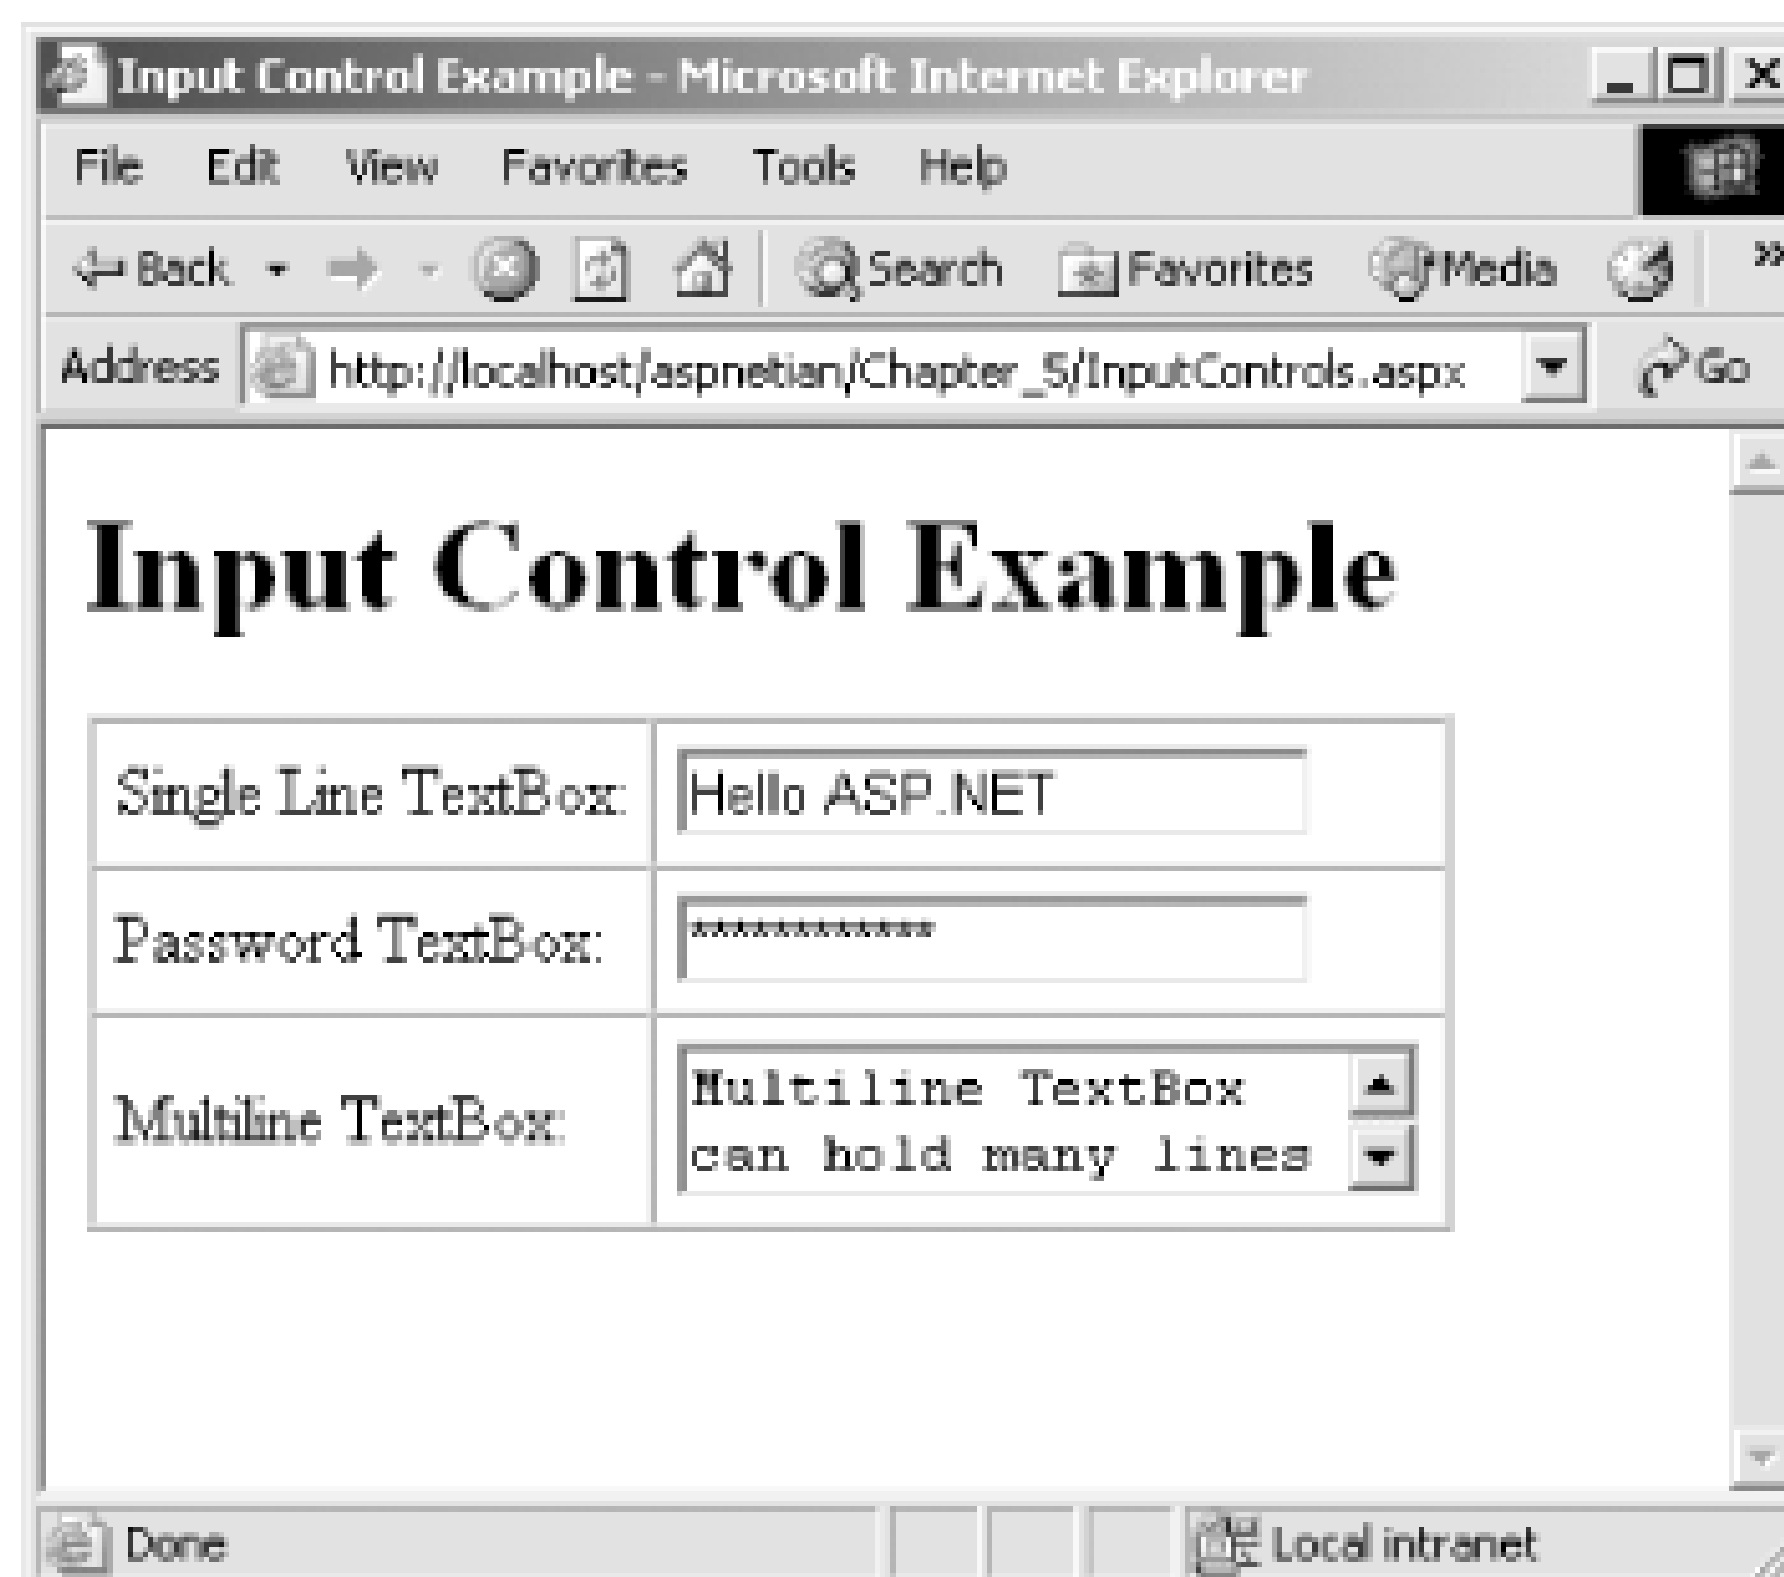 Input Control Example - Microsoft Internet Explorer
File Edit View Favorites Tools Help
Back Search Favorites Media »
Address http://localhost/aspnetian/Chapter_5/InputControls.aspx Go
Input Control Example
Single Line TextBox: Hello ASP.NET
Password TextBox: ************
Multiline TextBox: Multiline TextBox
can hold many lines
Done Local intranet